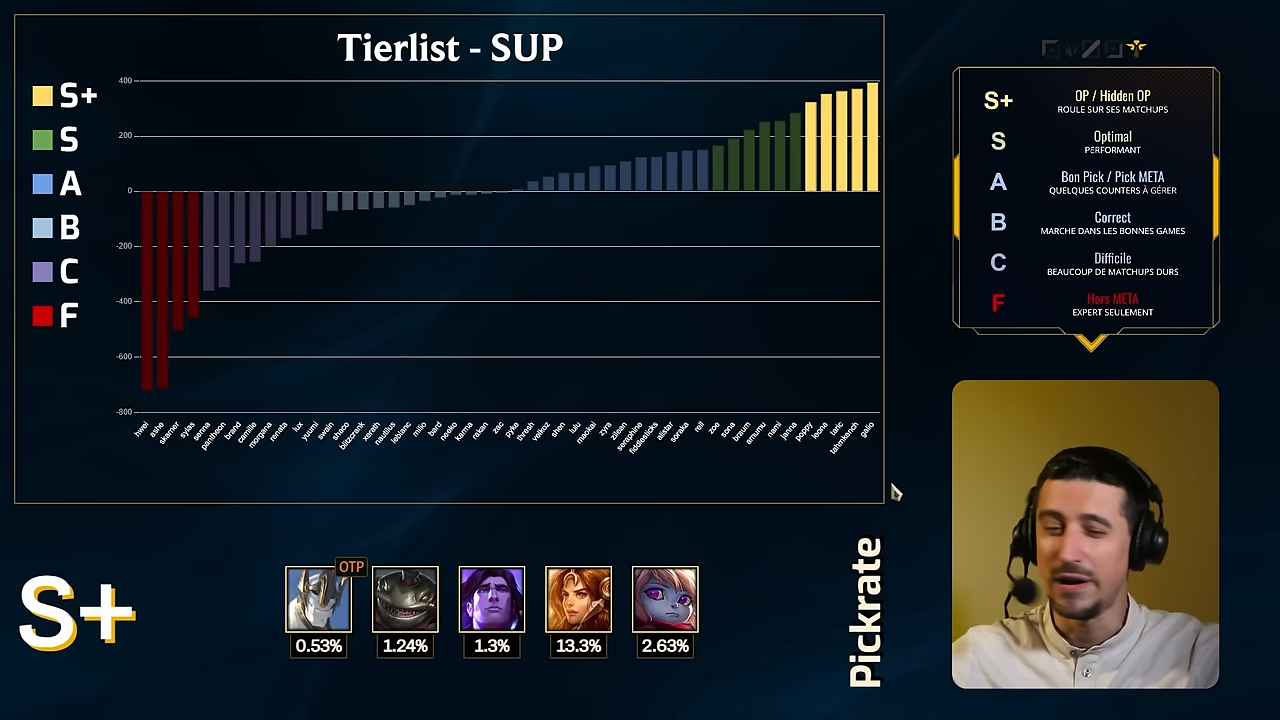 Tierlist - SUP
S+
S
A
B
C
F
400
200
0
-200
-400
-600
-800
hwei
ashe
skarner
sylas
senna
pantheon
brand
camille
morgana
renata
lux
yuumi
swain
shaco
blitzcrank
xerath
nautilus
leblanc
milio
bard
neeko
karma
rakan
zac
pyke
thresh
velkoz
shen
lulu
maokai
zyra
zilean
seraphine
fiddlesticks
alistar
soraka
rell
zoe
sona
braum
amumu
nami
janna
poppy
leona
taric
tahmkench
galio
S+
OP / Hidden OP
ROULE SUR SES MATCHUPS
S
Optimal
PERFORMANT
A
Bon Pick / Pick META
QUELQUES COUNTERS À GÉRER
B
Correct
MARCHE DANS LES BONNES GAMES
C
Difficile
BEAUCOUP DE MATCHUPS DURS
F
Hors META
EXPERT SEULEMENT
S+
OTP
0.53%
1.24%
1.3%
13.3%
2.63%
Pickrate